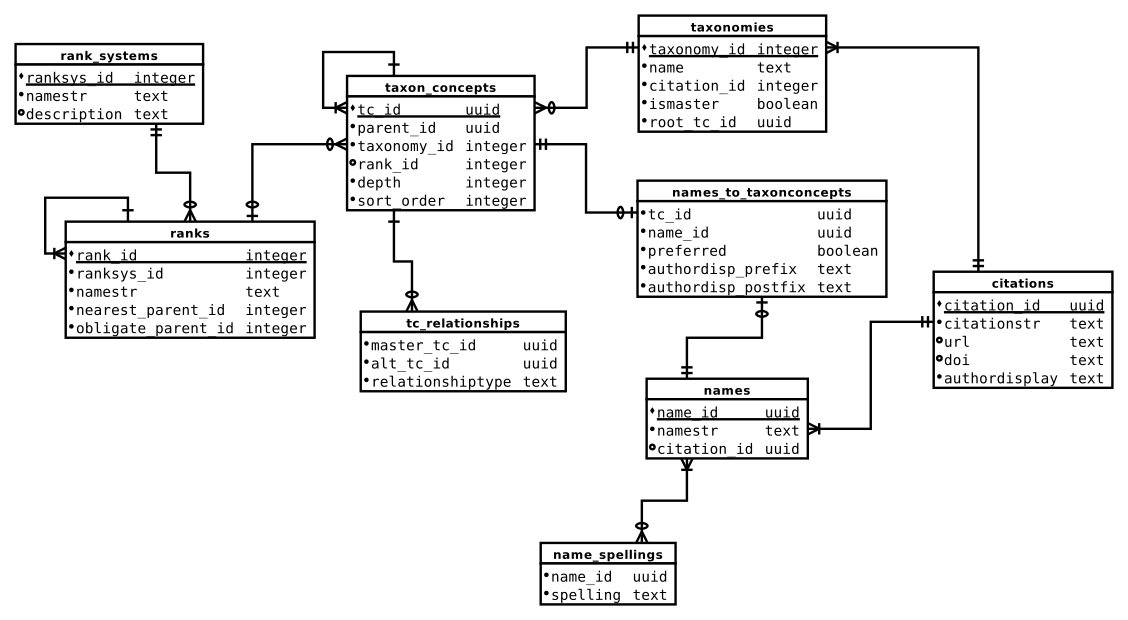 rank_systems
ranksys_id integer
namestr text
description text
taxon_concepts
tc_id uuid
parent_id uuid
taxonomy_id integer
rank_id integer
depth integer
sort_order integer
taxonomies
taxonomy_id integer
name text
citation_id integer
ismaster boolean
root_tc_id uuid
names_to_taxonconcepts
tc_id uuid
name_id uuid
preferred boolean
authordisp_prefix text
authordisp_postfix text
ranks
rank_id integer
ranksys_id integer
namestr text
nearest_parent_id integer
obligate_parent_id integer
tc_relationships
master_tc_id uuid
alt_tc_id uuid
relationshiptype text
citations
citation_id uuid
citationstr text
url text
doi text
authordisplay text
names
name_id uuid
namestr text
citation_id uuid
name_spellings
name_id uuid
spelling text